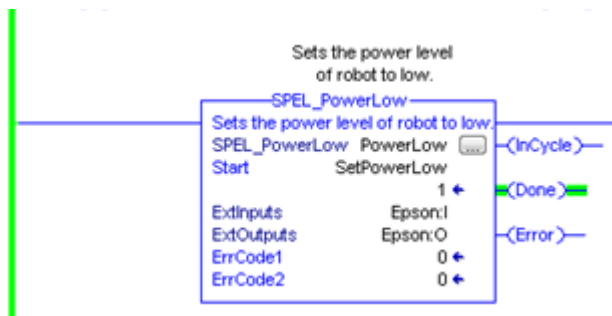 Sets the power level
of robot to low.
SPEL_PowerLow
Sets the power level of robot to low.
SPEL_PowerLow PowerLow ...
(InCycle)
Start SetPowerLow
1
(Done)
ExtInputs Epson:I
ExtOutputs Epson:O
(Error)
ErrCode1 0
ErrCode2 0